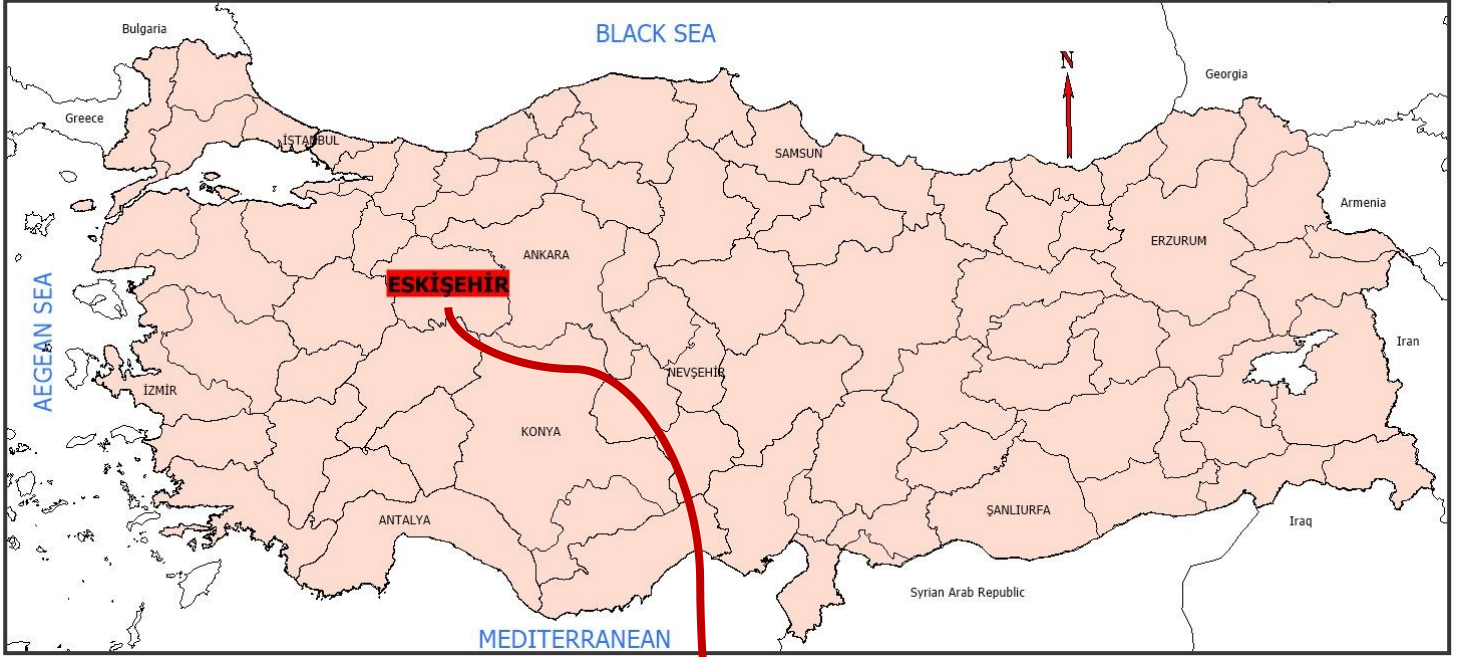 Bulgaria
BLACK SEA
N
Georgia
Greece
İSTANBUL
SAMSUN
Armenia
ERZURUM
ANKARA
ESKİŞEHİR
AEGEAN SEA
Iran
NEVŞEHİR
İZMİR
KONYA
ŞANLIURFA
ANTALYA
Iraq
Syrian Arab Republic
MEDITERRANEAN